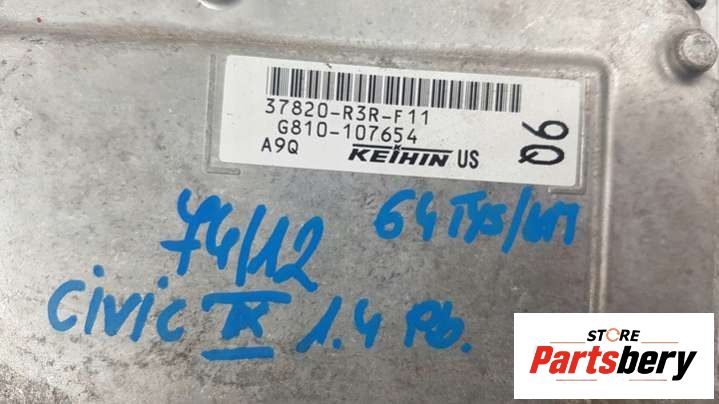 37820-R3R-F11
G810-107654
A9Q KEIHIN US
06
64 TYS/KM
74/12
CIVIC IX 1.4 Pb.
STORE
Partsbery